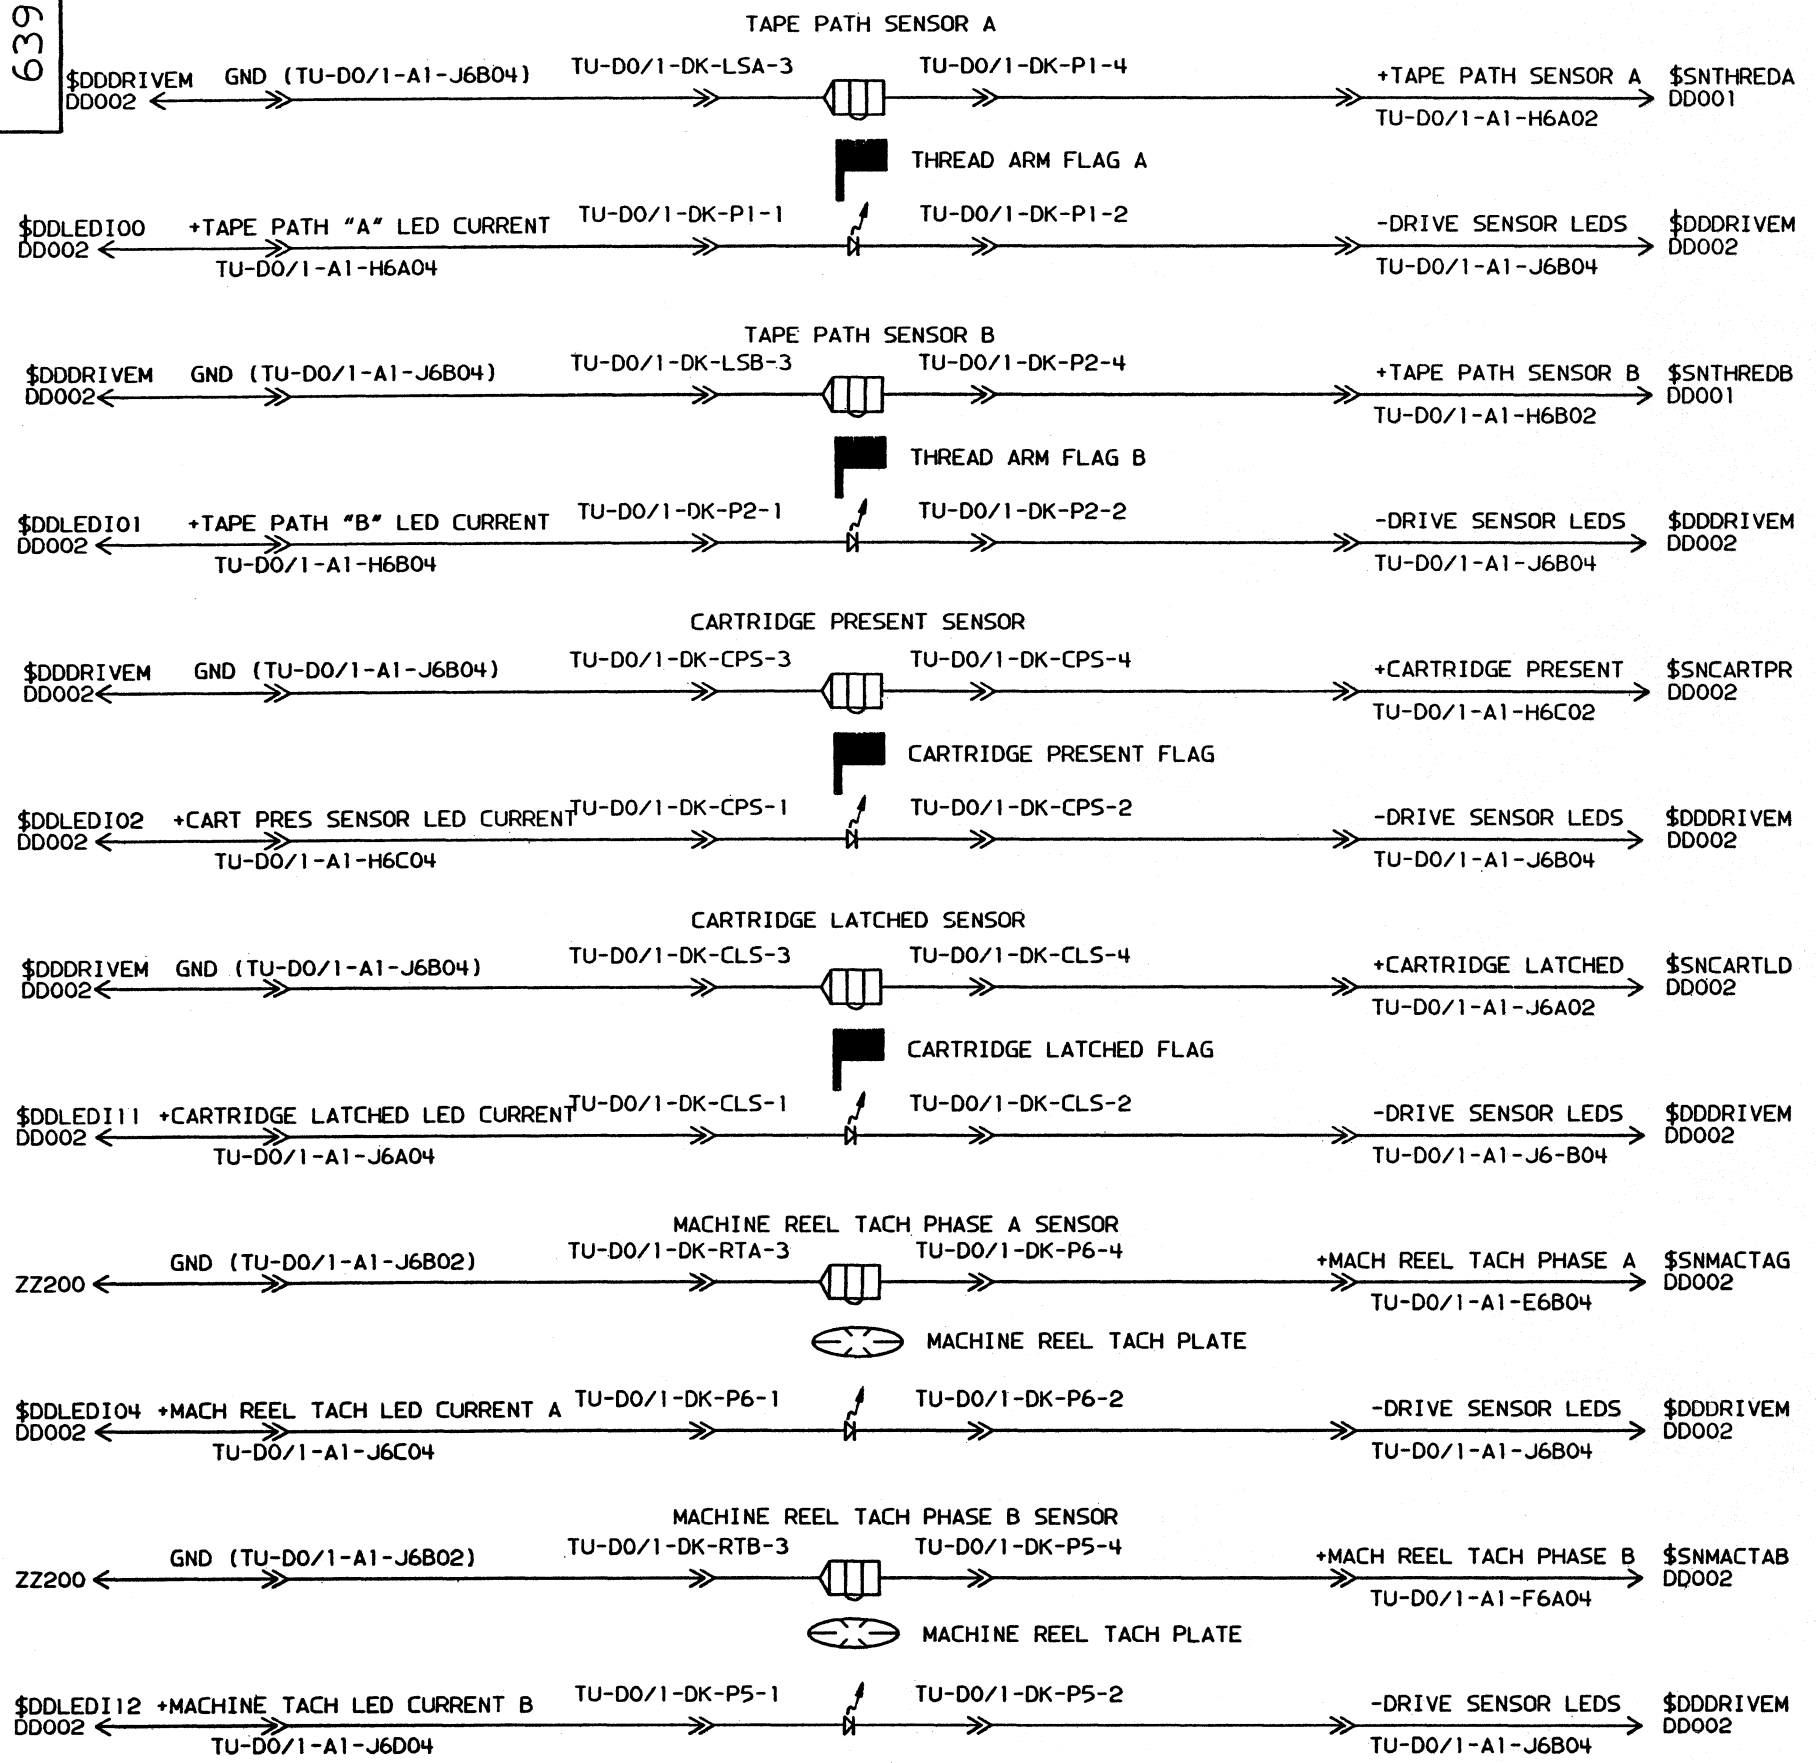 639
TAPE PATH SENSOR A
$DDDRIVEM GND (TU-D0/1-A1-J6B04) TU-D0/1-DK-LSA-3 TU-D0/1-DK-P1-4 +TAPE PATH SENSOR A $SNTHREDA
DD002 DD001
TU-D0/1-A1-H6A02
THREAD ARM FLAG A
$DDLEDI00 +TAPE PATH "A" LED CURRENT TU-D0/1-DK-P1-1 TU-D0/1-DK-P1-2 -DRIVE SENSOR LEDS $DDDRIVEM
DD002 DD002
TU-D0/1-A1-H6A04 TU-D0/1-A1-J6B04
TAPE PATH SENSOR B
$DDDRIVEM GND (TU-D0/1-A1-J6B04) TU-D0/1-DK-LSB-3 TU-D0/1-DK-P2-4 +TAPE PATH SENSOR B $SNTHREDB
DD002 DD001
TU-D0/1-A1-H6B02
THREAD ARM FLAG B
$DDLEDI01 +TAPE PATH "B" LED CURRENT TU-D0/1-DK-P2-1 TU-D0/1-DK-P2-2 -DRIVE SENSOR LEDS $DDDRIVEM
DD002 DD002
TU-D0/1-A1-H6B04 TU-D0/1-A1-J6B04
CARTRIDGE PRESENT SENSOR
$DDDRIVEM GND (TU-D0/1-A1-J6B04) TU-D0/1-DK-CPS-3 TU-D0/1-DK-CPS-4 +CARTRIDGE PRESENT $SNCARTPR
DD002 DD002
TU-D0/1-A1-H6C02
CARTRIDGE PRESENT FLAG
$DDLEDI02 +CART PRES SENSOR LED CURRENT TU-D0/1-DK-CPS-1 TU-D0/1-DK-CPS-2 -DRIVE SENSOR LEDS $DDDRIVEM
DD002 DD002
TU-D0/1-A1-H6C04 TU-D0/1-A1-J6B04
CARTRIDGE LATCHED SENSOR
$DDDRIVEM GND (TU-D0/1-A1-J6B04) TU-D0/1-DK-CLS-3 TU-D0/1-DK-CLS-4 +CARTRIDGE LATCHED $SNCARTLD
DD002 DD002
TU-D0/1-A1-J6A02
CARTRIDGE LATCHED FLAG
$DDLEDI11 +CARTRIDGE LATCHED LED CURRENT TU-D0/1-DK-CLS-1 TU-D0/1-DK-CLS-2 -DRIVE SENSOR LEDS $DDDRIVEM
DD002 DD002
TU-D0/1-A1-J6A04 TU-D0/1-A1-J6-B04
MACHINE REEL TACH PHASE A SENSOR
GND (TU-D0/1-A1-J6B02) TU-D0/1-DK-RTA-3 TU-D0/1-DK-P6-4 +MACH REEL TACH PHASE A $SNMACTAG
ZZ200 DD002
TU-D0/1-A1-E6B04
MACHINE REEL TACH PLATE
$DDLEDI04 +MACH REEL TACH LED CURRENT A TU-D0/1-DK-P6-1 TU-D0/1-DK-P6-2 -DRIVE SENSOR LEDS $DDDRIVEM
DD002 DD002
TU-D0/1-A1-J6C04 TU-D0/1-A1-J6B04
MACHINE REEL TACH PHASE B SENSOR
GND (TU-D0/1-A1-J6B02) TU-D0/1-DK-RTB-3 TU-D0/1-DK-P5-4 +MACH REEL TACH PHASE B $SNMACTAB
ZZ200 DD002
TU-D0/1-A1-F6A04
MACHINE REEL TACH PLATE
$DDLEDI12 +MACHINE TACH LED CURRENT B TU-D0/1-DK-P5-1 TU-D0/1-DK-P5-2 -DRIVE SENSOR LEDS $DDDRIVEM
DD002 DD002
TU-D0/1-A1-J6D04 TU-D0/1-A1-J6B04